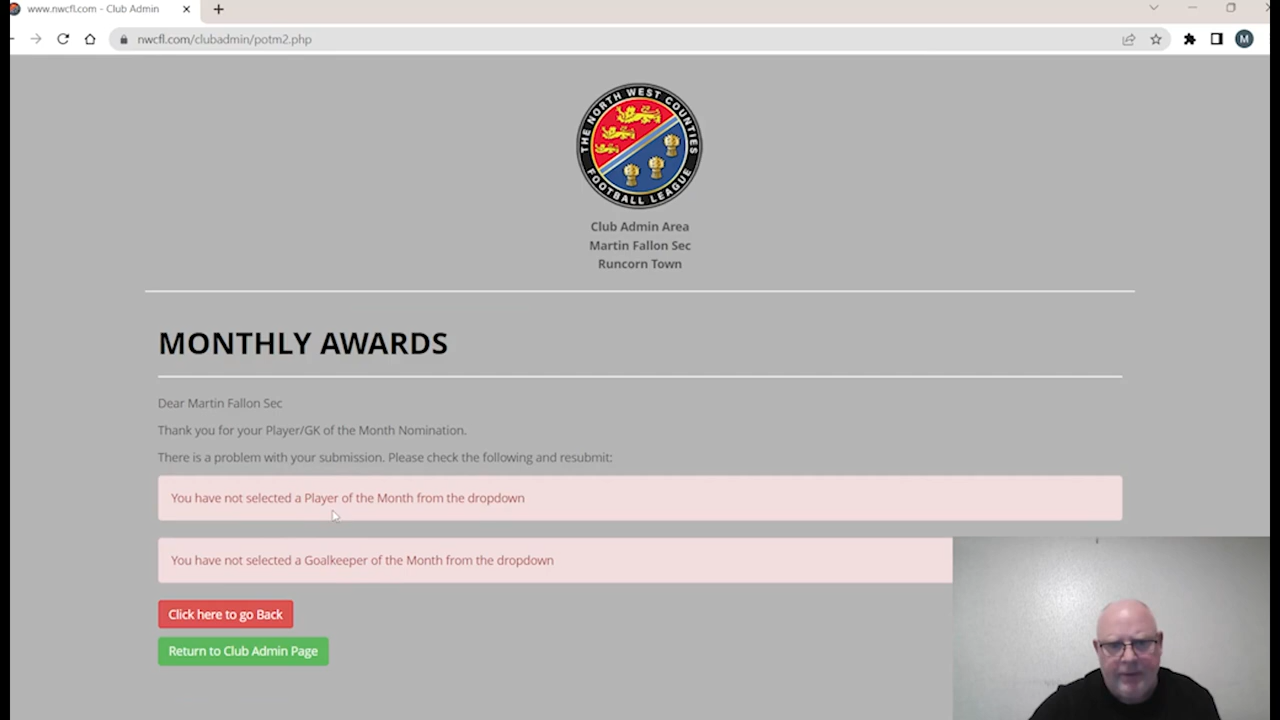 www.nwcfl.com - Club Admin
nwcfl.com/clubadmin/potm2.php
M
THE NORTH WEST COUNTIES
FOOTBALL LEAGUE
Club Admin Area
Martin Fallon Sec
Runcorn Town
MONTHLY AWARDS
Dear Martin Fallon Sec
Thank you for your Player/GK of the Month Nomination.
There is a problem with your submission. Please check the following and resubmit:
You have not selected a Player of the Month from the dropdown
You have not selected a Goalkeeper of the Month from the dropdown
Click here to go Back
Return to Club Admin Page